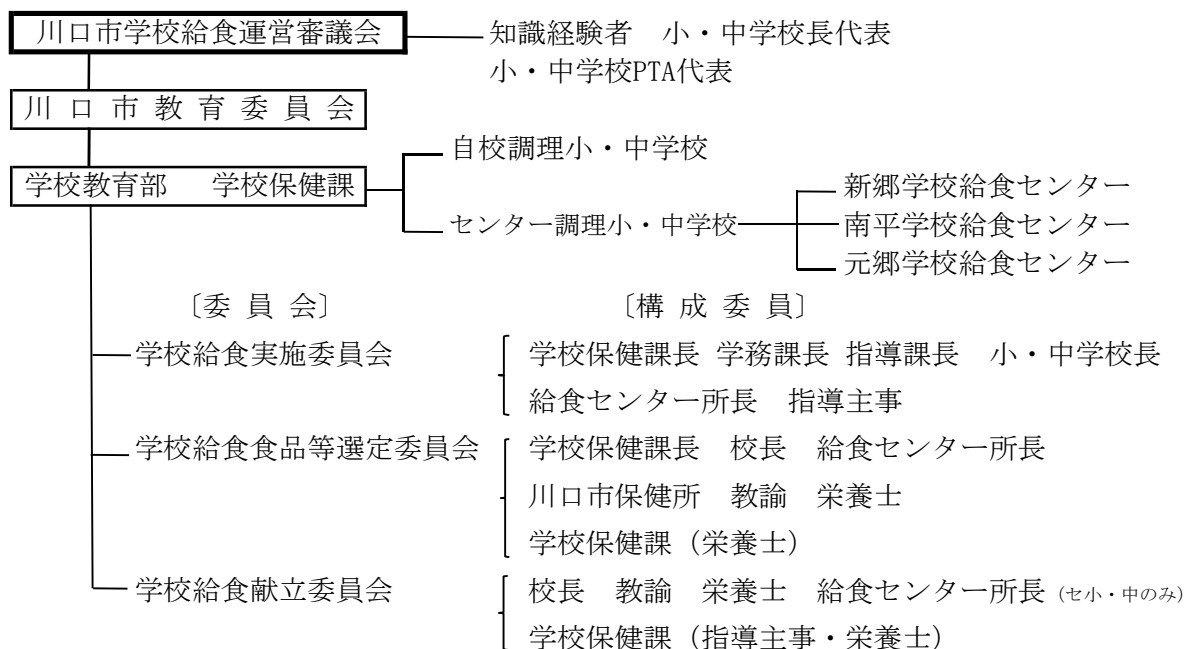 川口市学校給食運営審議会　知識経験者　小・中学校長代表
小・中学校PTA代表
川 口 市 教 育 委 員 会
自校調理小・中学校
学校教育部　学校保健課
新郷学校給食センター
センター調理小・中学校　南平学校給食センター
元郷学校給食センター
〔委 員 会〕　〔構 成 委 員〕
学校給食実施委員会　学校保健課長 学務課長 指導課長　小・中学校長
給食センター所長　指導主事
学校給食食品等選定委員会　学校保健課長　校長　給食センター所長
川口市保健所　教諭　栄養士
学校保健課（栄養士）
学校給食献立委員会　校長　教諭　栄養士　給食センター所長（セ小・中のみ）
学校保健課（指導主事・栄養士）